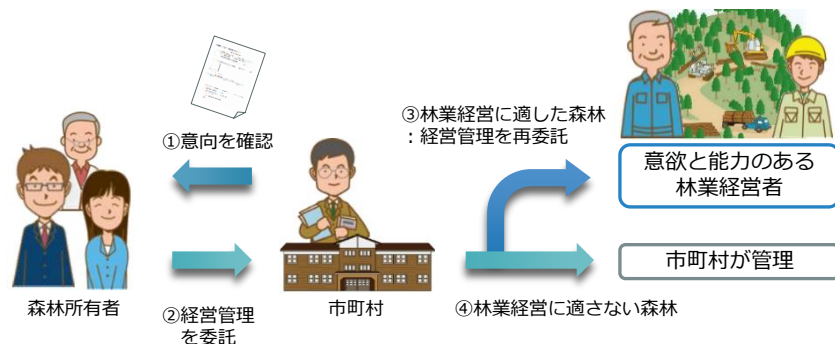 ①意向を確認
森林所有者
②経営管理
を委託
市町村
③林業経営に適した森林
：経営管理を再委託
意欲と能力のある
林業経営者
市町村が管理
④林業経営に適さない森林